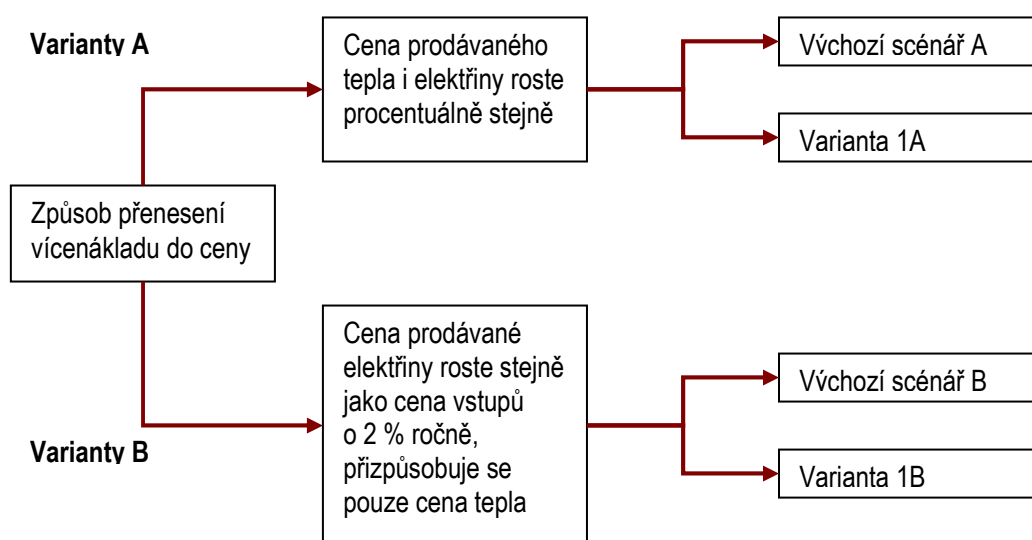 Varianty A
Cena prodávaného
tepla i elektřiny roste
procentuálně stejně
Výchozí scénář A
Varianta 1A
Způsob přenesení
vícenákladu do ceny
Cena prodávané
elektřiny roste stejně
jako cena vstupů
o 2 % ročně,
přizpůsobuje se
pouze cena tepla
Výchozí scénář B
Varianta 1B
Varianty B